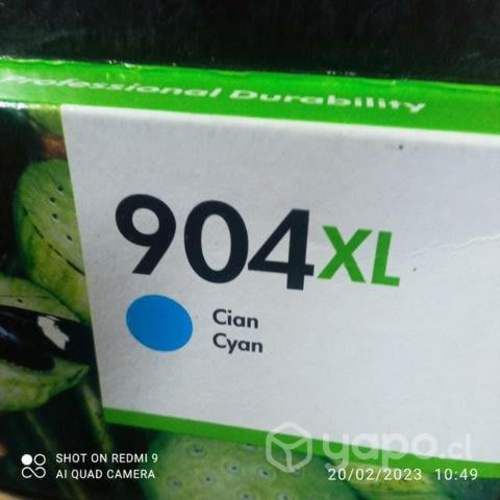 Professional Durability
904XL
Cian
Cyan
yapo.cl
SHOT ON REDMI 9
AI QUAD CAMERA
20/02/2023 10:49